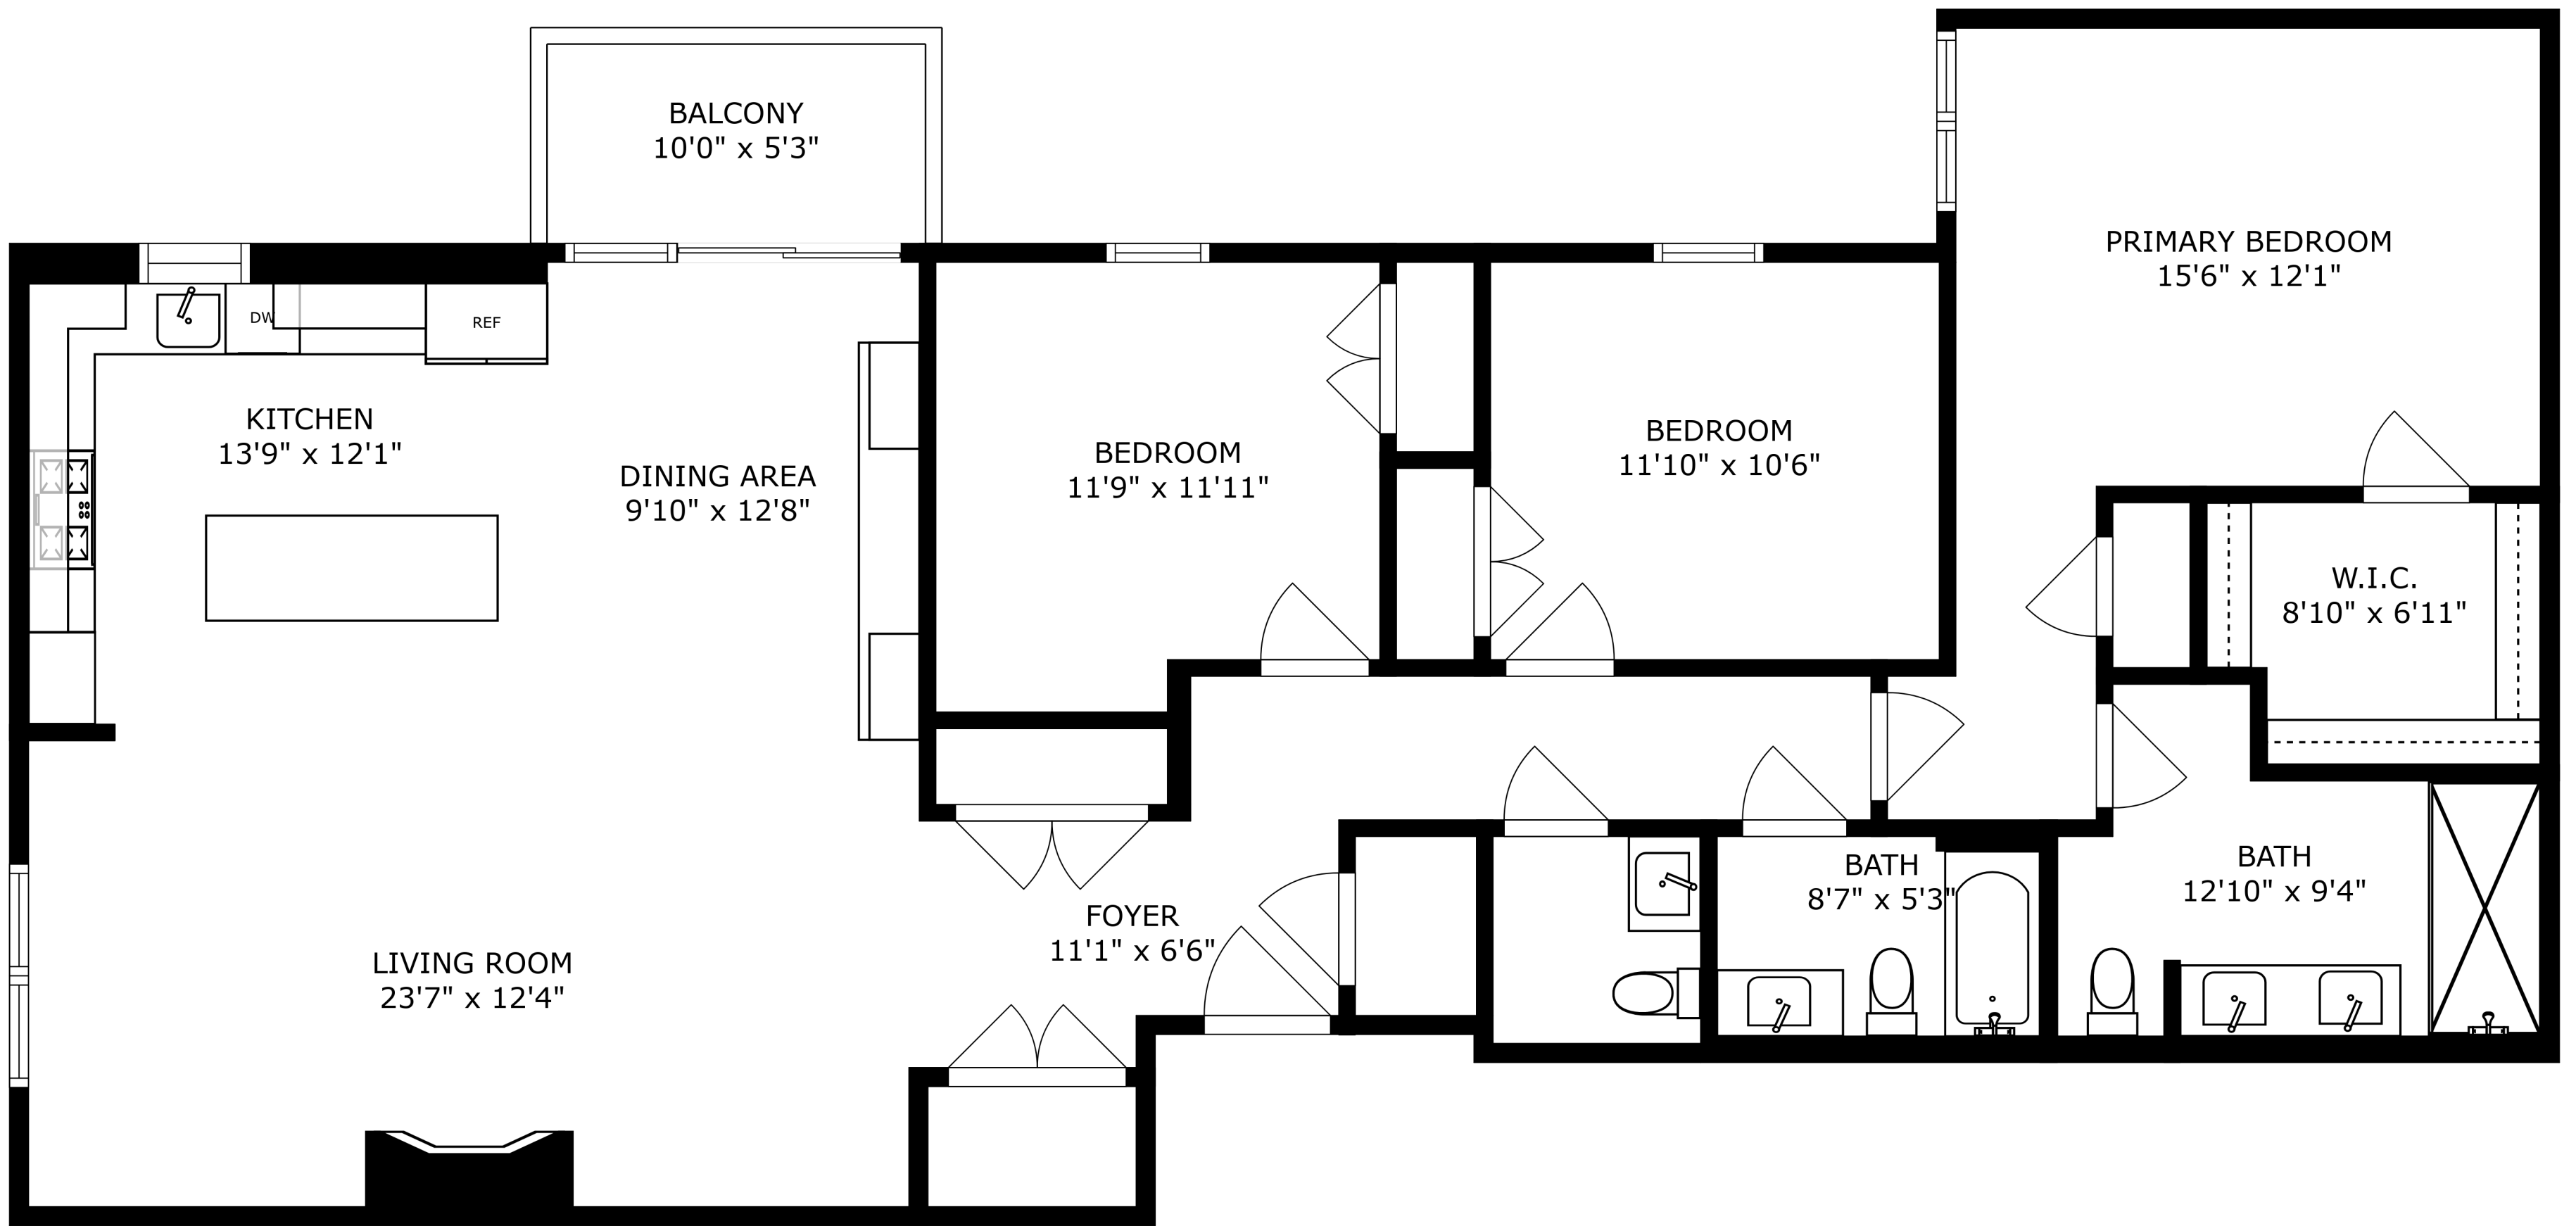 BALCONY
10'0" x 5'3"
PRIMARY BEDROOM
15'6" x 12'1"
DW
REF
KITCHEN
13'9" x 12'1"
DINING AREA
9'10" x 12'8"
BEDROOM
11'9" x 11'11"
BEDROOM
11'10" x 10'6"
W.I.C.
8'10" x 6'11"
LIVING ROOM
23'7" x 12'4"
FOYER
11'1" x 6'6"
BATH
8'7" x 5'3"
BATH
12'10" x 9'4"